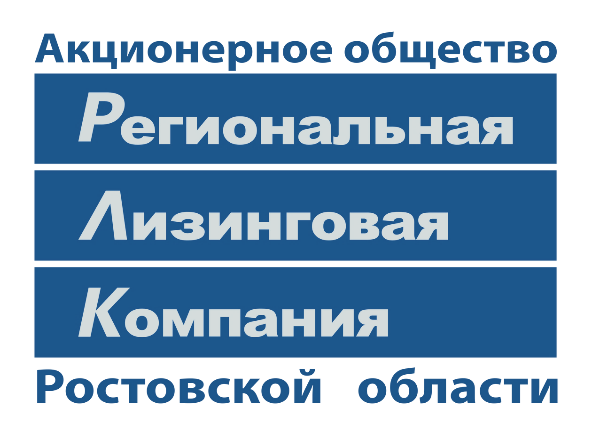 Акционерное общество
Региональная
Лизинговая
Компания
Ростовской области